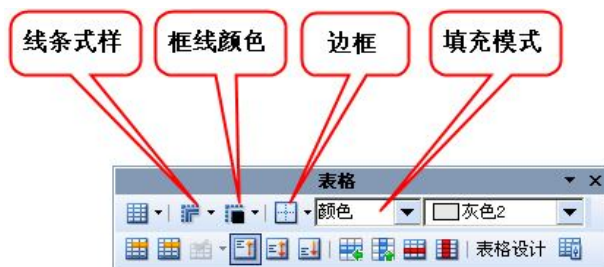 线条式样 框线颜色 边框 填充模式
表格
颜色 灰色2
表格设计